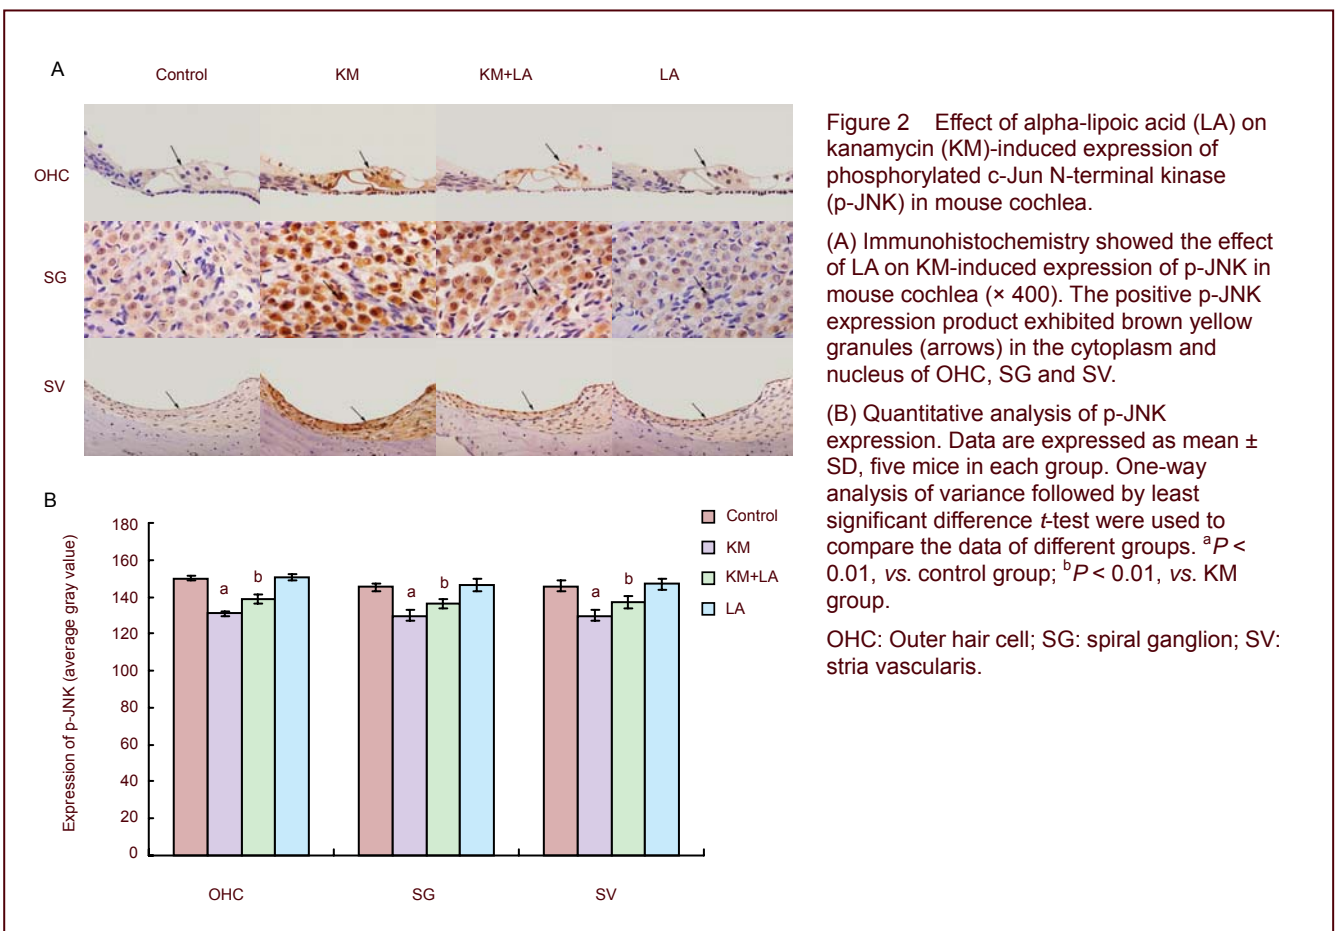 A
Control KM KM+LA LA
OHC
SG
SV
Figure 2 Effect of alpha-lipoic acid (LA) on
kanamycin (KM)-induced expression of
phosphorylated c-Jun N-terminal kinase
(p-JNK) in mouse cochlea.
(A) Immunohistochemistry showed the effect
of LA on KM-induced expression of p-JNK in
mouse cochlea (× 400). The positive p-JNK
expression product exhibited brown yellow
granules (arrows) in the cytoplasm and
nucleus of OHC, SG and SV.
(B) Quantitative analysis of p-JNK
expression. Data are expressed as mean ±
SD, five mice in each group. One-way
analysis of variance followed by least
significant difference t-test were used to
compare the data of different groups. ᵃP <
0.01, vs. control group; ᵇP < 0.01, vs. KM
group.
OHC: Outer hair cell; SG: spiral ganglion; SV:
stria vascularis.
B
Expression of p-JNK (average gray value)
180
160
140
120
100
80
60
40
20
0
a b a b a b
OHC SG SV
Control
KM
KM+LA
LA